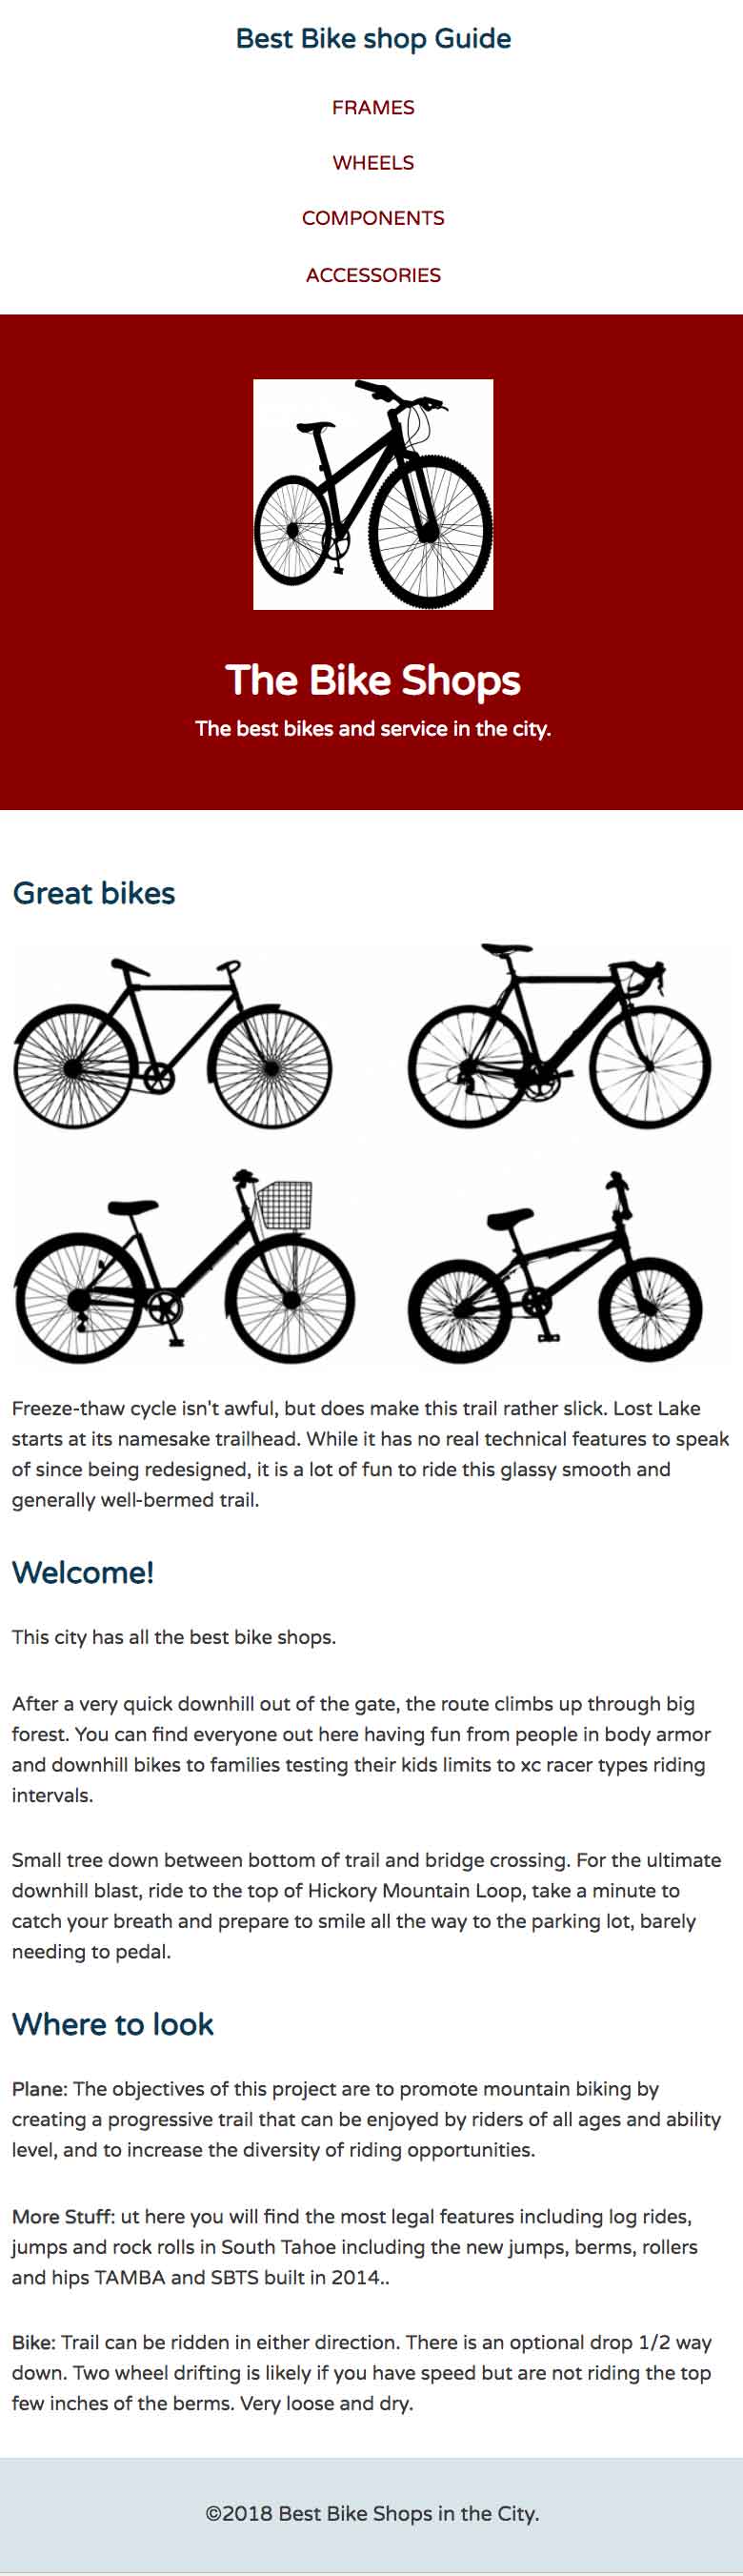 Best Bike shop Guide
FRAMES
WHEELS
COMPONENTS
ACCESSORIES
The Bike Shops
The best bikes and service in the city.
Great bikes
Freeze-thaw cycle isn't awful, but does make this trail rather slick. Lost Lake
starts at its namesake trailhead. While it has no real technical features to speak
of since being redesigned, it is a lot of fun to ride this glassy smooth and
generally well-bermed trail.
Welcome!
This city has all the best bike shops.
After a very quick downhill out of the gate, the route climbs up through big
forest. You can find everyone out here having fun from people in body armor
and downhill bikes to families testing their kids limits to xc racer types riding
intervals.
Small tree down between bottom of trail and bridge crossing. For the ultimate
downhill blast, ride to the top of Hickory Mountain Loop, take a minute to
catch your breath and prepare to smile all the way to the parking lot, barely
needing to pedal.
Where to look
Plane: The objectives of this project are to promote mountain biking by
creating a progressive trail that can be enjoyed by riders of all ages and ability
level, and to increase the diversity of riding opportunities.
More Stuff: ut here you will find the most legal features including log rides,
jumps and rock rolls in South Tahoe including the new jumps, berms, rollers
and hips TAMBA and SBTS built in 2014..
Bike: Trail can be ridden in either direction. There is an optional drop 1/2 way
down. Two wheel drifting is likely if you have speed but are not riding the top
few inches of the berms. Very loose and dry.
©2018 Best Bike Shops in the City.